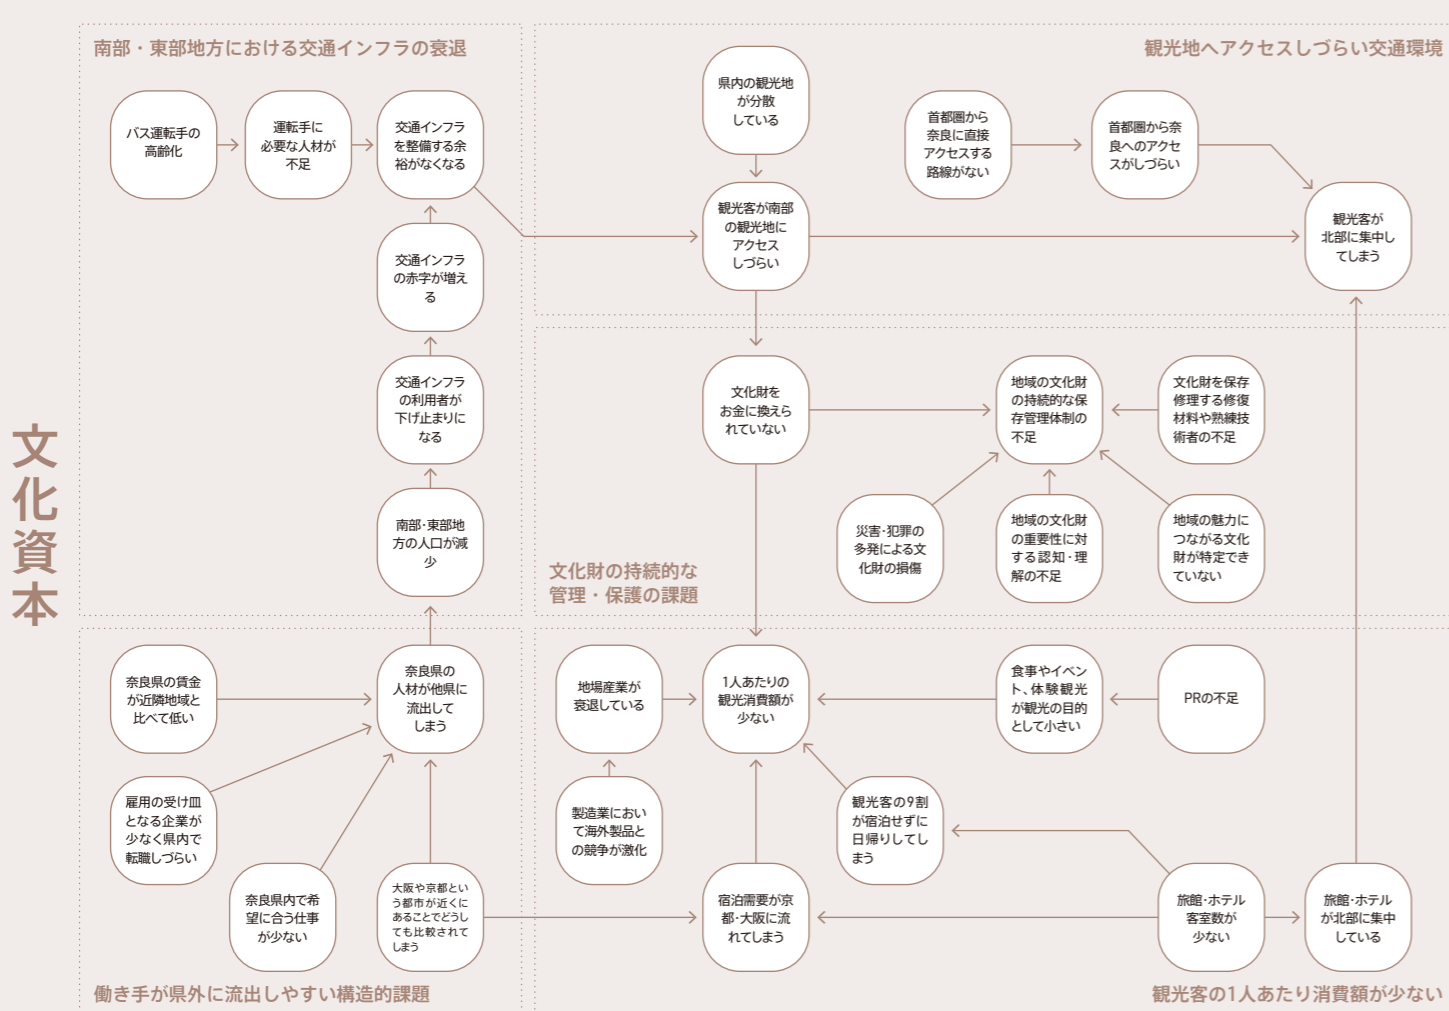 文化資本
南部・東部地方における交通インフラの衰退
バス運転手の
高齢化
運転手に
必要な人材が
不足
交通インフラ
を整備する余
裕がなくなる
交通インフラ
の赤字が増え
る
交通インフラ
の利用者が
下げ止まりに
なる
南部・東部地
方の人口が減
少
観光地へアクセスしづらい交通環境
県内の観光地
が分散
している
首都圏から
奈良に直接
アクセスする
路線がない
首都圏から奈
良へのアクセ
スがしづらい
観光客が南部
の観光地に
アクセス
しづらい
観光客が
北部に集中し
てしまう
文化財を
お金に換えら
れていない
地域の文化財
の持続的な保
存管理体制の
不足
文化財を保存
修理する修復
材料や熟練技
術者の不足
災害・犯罪の
多発による文
化財の損傷
地域の文化財
の重要性に対
する認知・理
解の不足
地域の魅力に
つながる文化
財が特定でき
ていない
文化財の持続的な
管理・保護の課題
奈良県の賃金
が近隣地域と
比べて低い
奈良県の
人材が他県に
流出して
しまう
雇用の受け皿
となる企業が
少なく県内で
転職しづらい
奈良県内で希
望に合う仕事
が少ない
大阪や京都とい
う都市が近くに
あることでどうし
ても比較されて
しまう
働き手が県外に流出しやすい構造的課題
地場産業が
衰退している
1人あたりの
観光消費額が
少ない
食事やイベン
ト、体験観光
が観光の目的
として小さい
PRの不足
製造業におい
て海外製品と
の競争が激化
観光客の9割
が宿泊せずに
日帰りしてし
まう
宿泊需要が京
都・大阪に流
れてしまう
旅館・ホテル
客室数が
少ない
旅館・ホテル
が北部に集中
している
観光客の1人あたり消費額が少ない